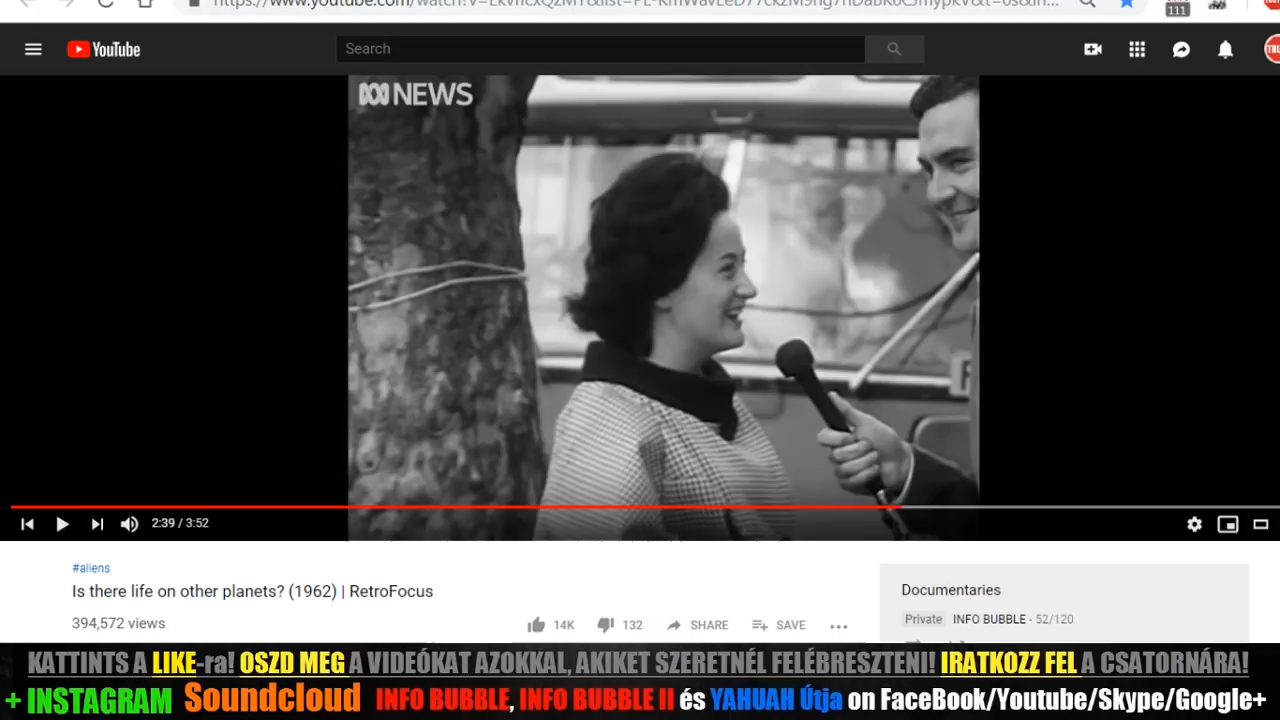 YouTube
Search
111
NEWS
2:39 / 3:52
#aliens
Is there life on other planets? (1962) | RetroFocus
394,572 views
14K
132
SHARE
SAVE
Documentaries
Private INFO BUBBLE - 52/120
KATTINTS A LIKE-ra! OSZD MEG A VIDEÓKAT AZOKKAL, AKIKET SZERETNÉL FELÉBRESZTENI! IRATKOZZ FEL A CSATORNÁRA!
+ INSTAGRAM Soundcloud INFO BUBBLE, INFO BUBBLE II és YAHUAH Útja on FaceBook/Youtube/Skype/Google+